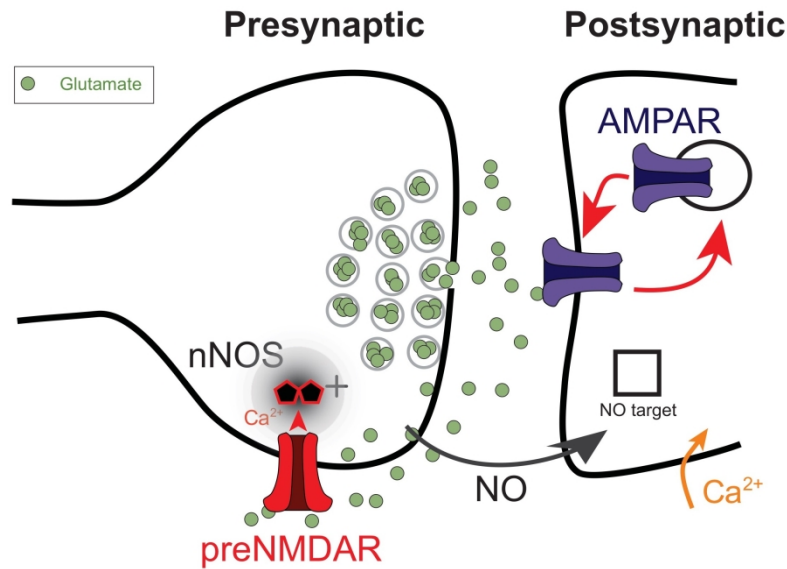 Presynaptic
Postsynaptic
Glutamate
AMPAR
nNOS
+
Ca²⁺
NO target
NO
Ca²⁺
preNMDAR